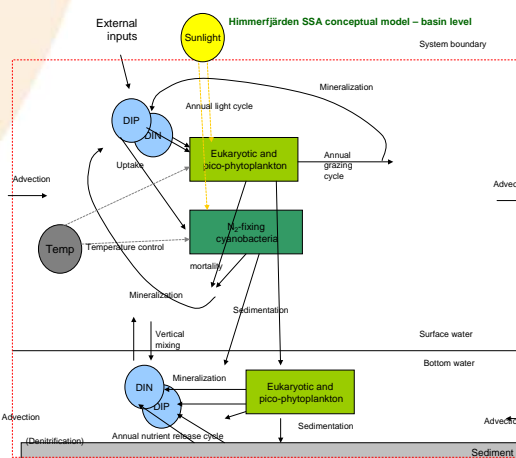 Himmerfjärden SSA conceptual model – basin level
External
inputs
Sunlight
System boundary
Mineralization
Annual light cycle
DIP
DIN
Eukaryotic and
pico-phytoplankton
Annual
grazing
cycle
Uptake
Advection
Advec
N2-fixing
cyanobacteria
Temp
Temperature control
mortality
Mineralization
Sedimentation
Vertical
mixing
Surface water
Bottom water
Mineralization
DIN
DIP
Eukaryotic and
pico-phytoplankton
Advection
Advectio
Sedimentation
(Denitrification)
Annual nutrient release cycle
Sediment